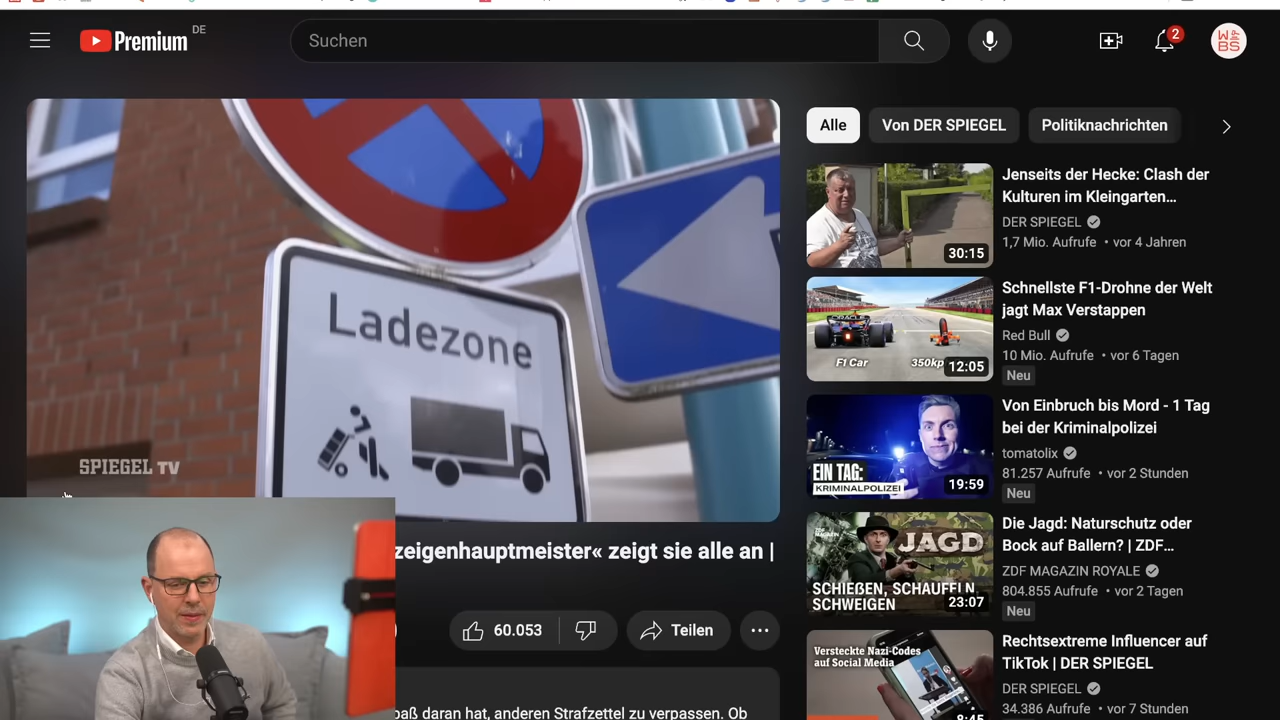 Premium
DE
Suchen
2
W
BS
Ladezone
SPIEGEL TV
zeigenhauptmeister« zeigt sie alle an |
60.053
Teilen
paß daran hat, anderen Strafzettel zu verpassen. Ob
Alle
Von DER SPIEGEL
Politiknachrichten
30:15
Jenseits der Hecke: Clash der
Kulturen im Kleingarten…
DER SPIEGEL
1,7 Mio. Aufrufe • vor 4 Jahren
F1 Car
350kp
12:05
Schnellste F1-Drohne der Welt
jagt Max Verstappen
Red Bull
10 Mio. Aufrufe • vor 6 Tagen
Neu
EIN TAG:
KRIMINALPOLIZEI
19:59
Von Einbruch bis Mord - 1 Tag
bei der Kriminalpolizei
tomatolix
81.257 Aufrufe • vor 2 Stunden
Neu
JAGD
SCHIEẞEN, SCHAUFELN,
SCHWEIGEN
23:07
Die Jagd: Naturschutz oder
Bock auf Ballern? | ZDF…
ZDF MAGAZIN ROYALE
804.855 Aufrufe • vor 2 Tagen
Neu
Versteckte Nazi-Codes
auf Social Media
8:45
Rechtsextreme Influencer auf
TikTok | DER SPIEGEL
DER SPIEGEL
34.386 Aufrufe • vor 7 Stunden